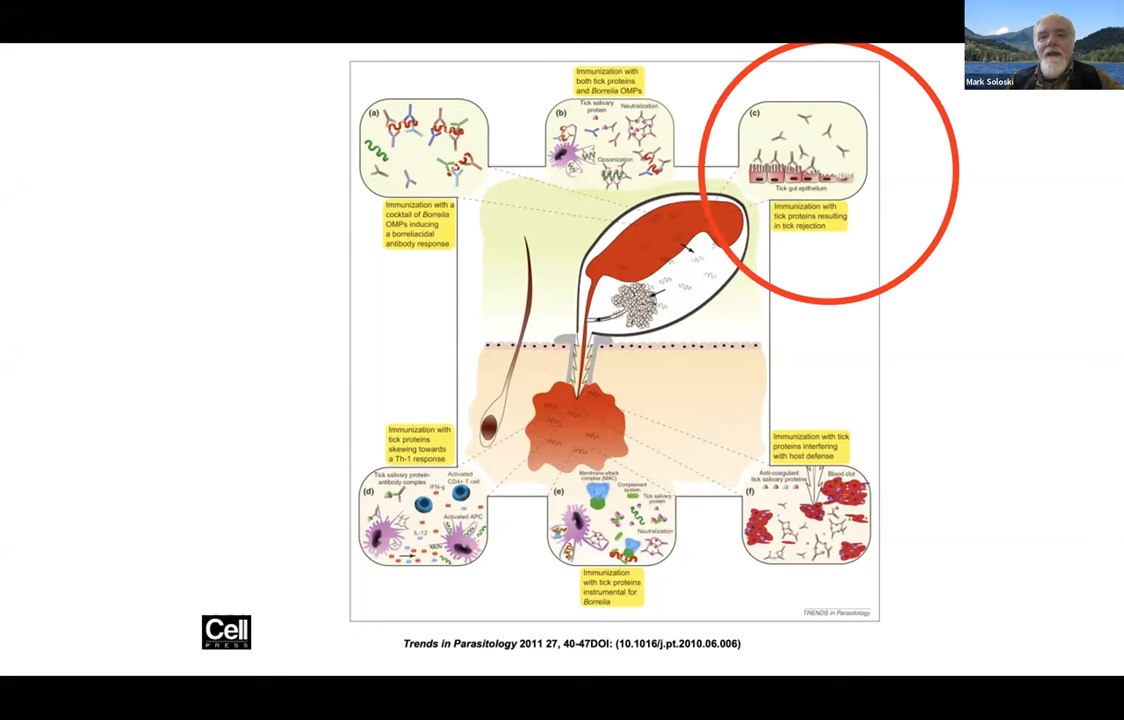 Mark Soloski
Immunization with
both tick proteins
and Borrelia OMPs
(a)
(b)
Tick salivary
protein
Neutralization
Opsonization
(c)
Tick gut epithelium
Immunization with a
cocktail of Borrelia
OMPs inducing
a borreliacidal
antibody response
Immunization with
tick proteins resulting
in tick rejection
Immunization with
tick proteins
skewing towards
a Th-1 response
Immunization with tick
proteins interfering
with host defense
(d)
Tick salivary protein-
antibody complex
Activated
CD4+ T cell
IFN-g
Activated APC
IL-12
(e)
Membrane attack
complex (MAC)
Complement
system
Tick salivary
protein
Neutralization
(f)
Anti-coagulant
tick salivary proteins
Blood clot
Immunization
with tick proteins
instrumental for
Borrelia
TRENDS in Parasitology
Cell
PRESS
Trends in Parasitology 2011 27, 40-47DOI: (10.1016/j.pt.2010.06.006)